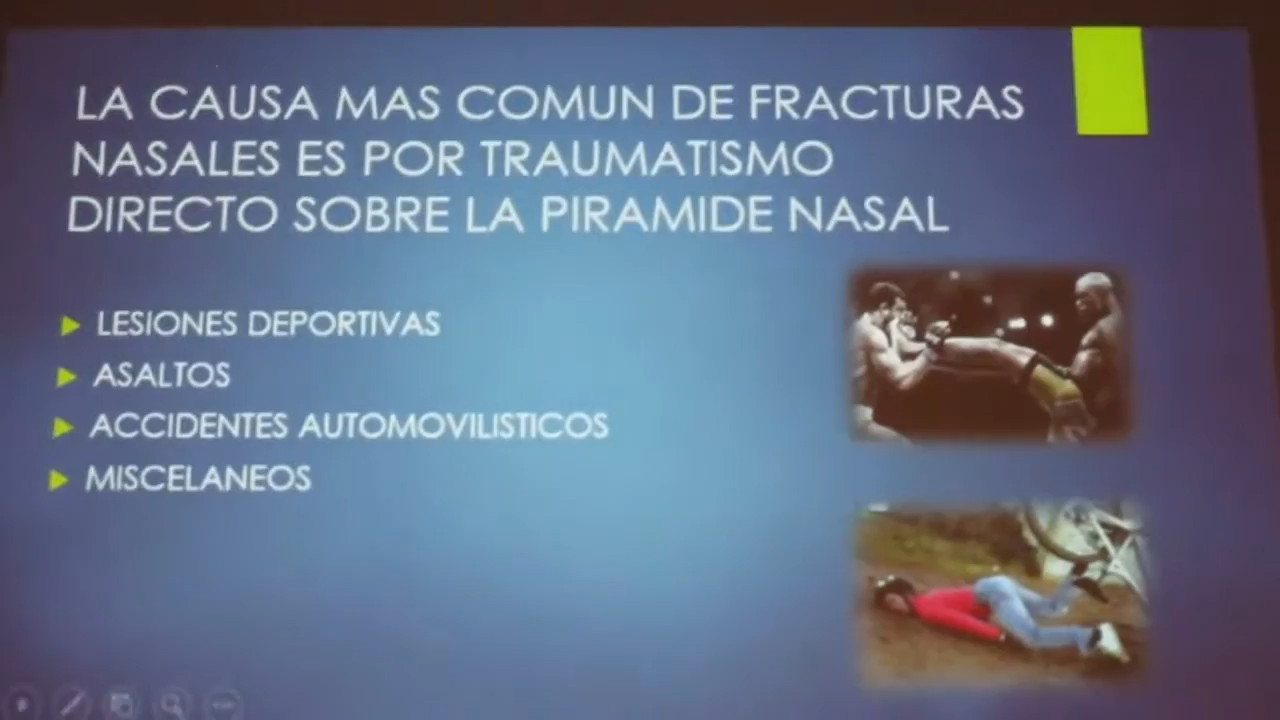 LA CAUSA MAS COMUN DE FRACTURAS
NASALES ES POR TRAUMATISMO
DIRECTO SOBRE LA PIRAMIDE NASAL
LESIONES DEPORTIVAS
ASALTOS
ACCIDENTES AUTOMOVILISTICOS
MISCELANEOS